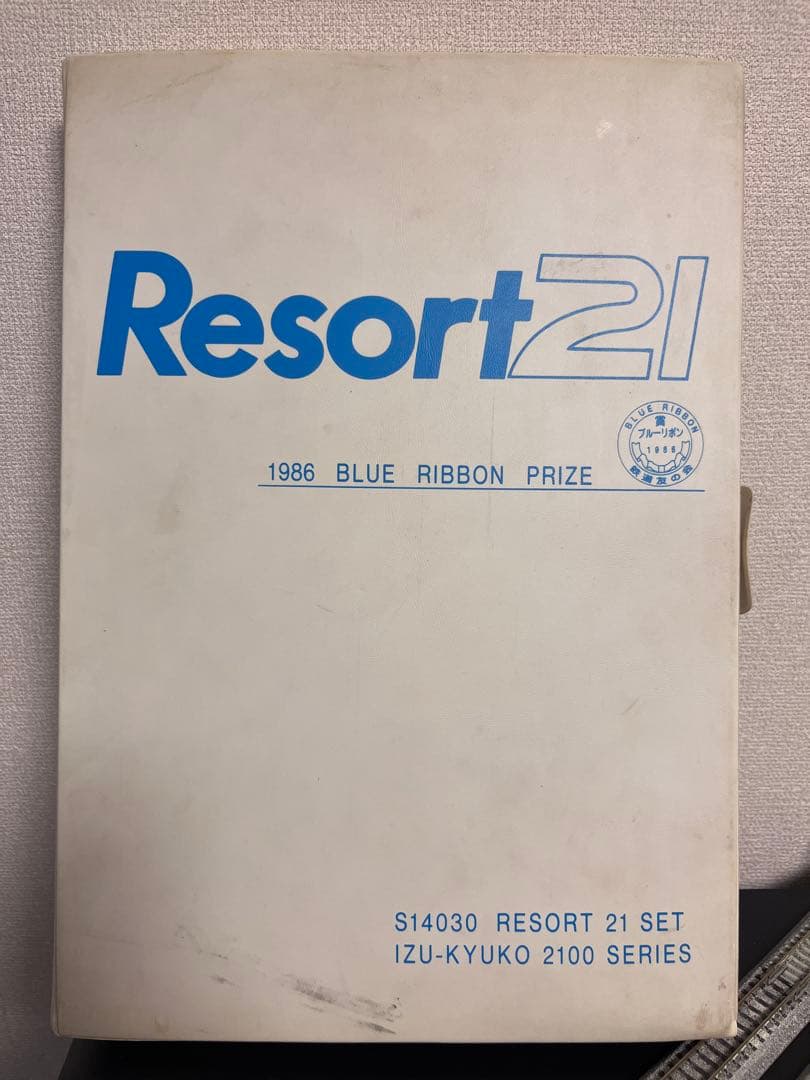 Resort21
BLUE RIBBON
賞
ブルーリボン
1986
鉄道友の会
1986 BLUE RIBBON PRIZE
S14030 RESORT 21 SET
IZU-KYUKO 2100 SERIES